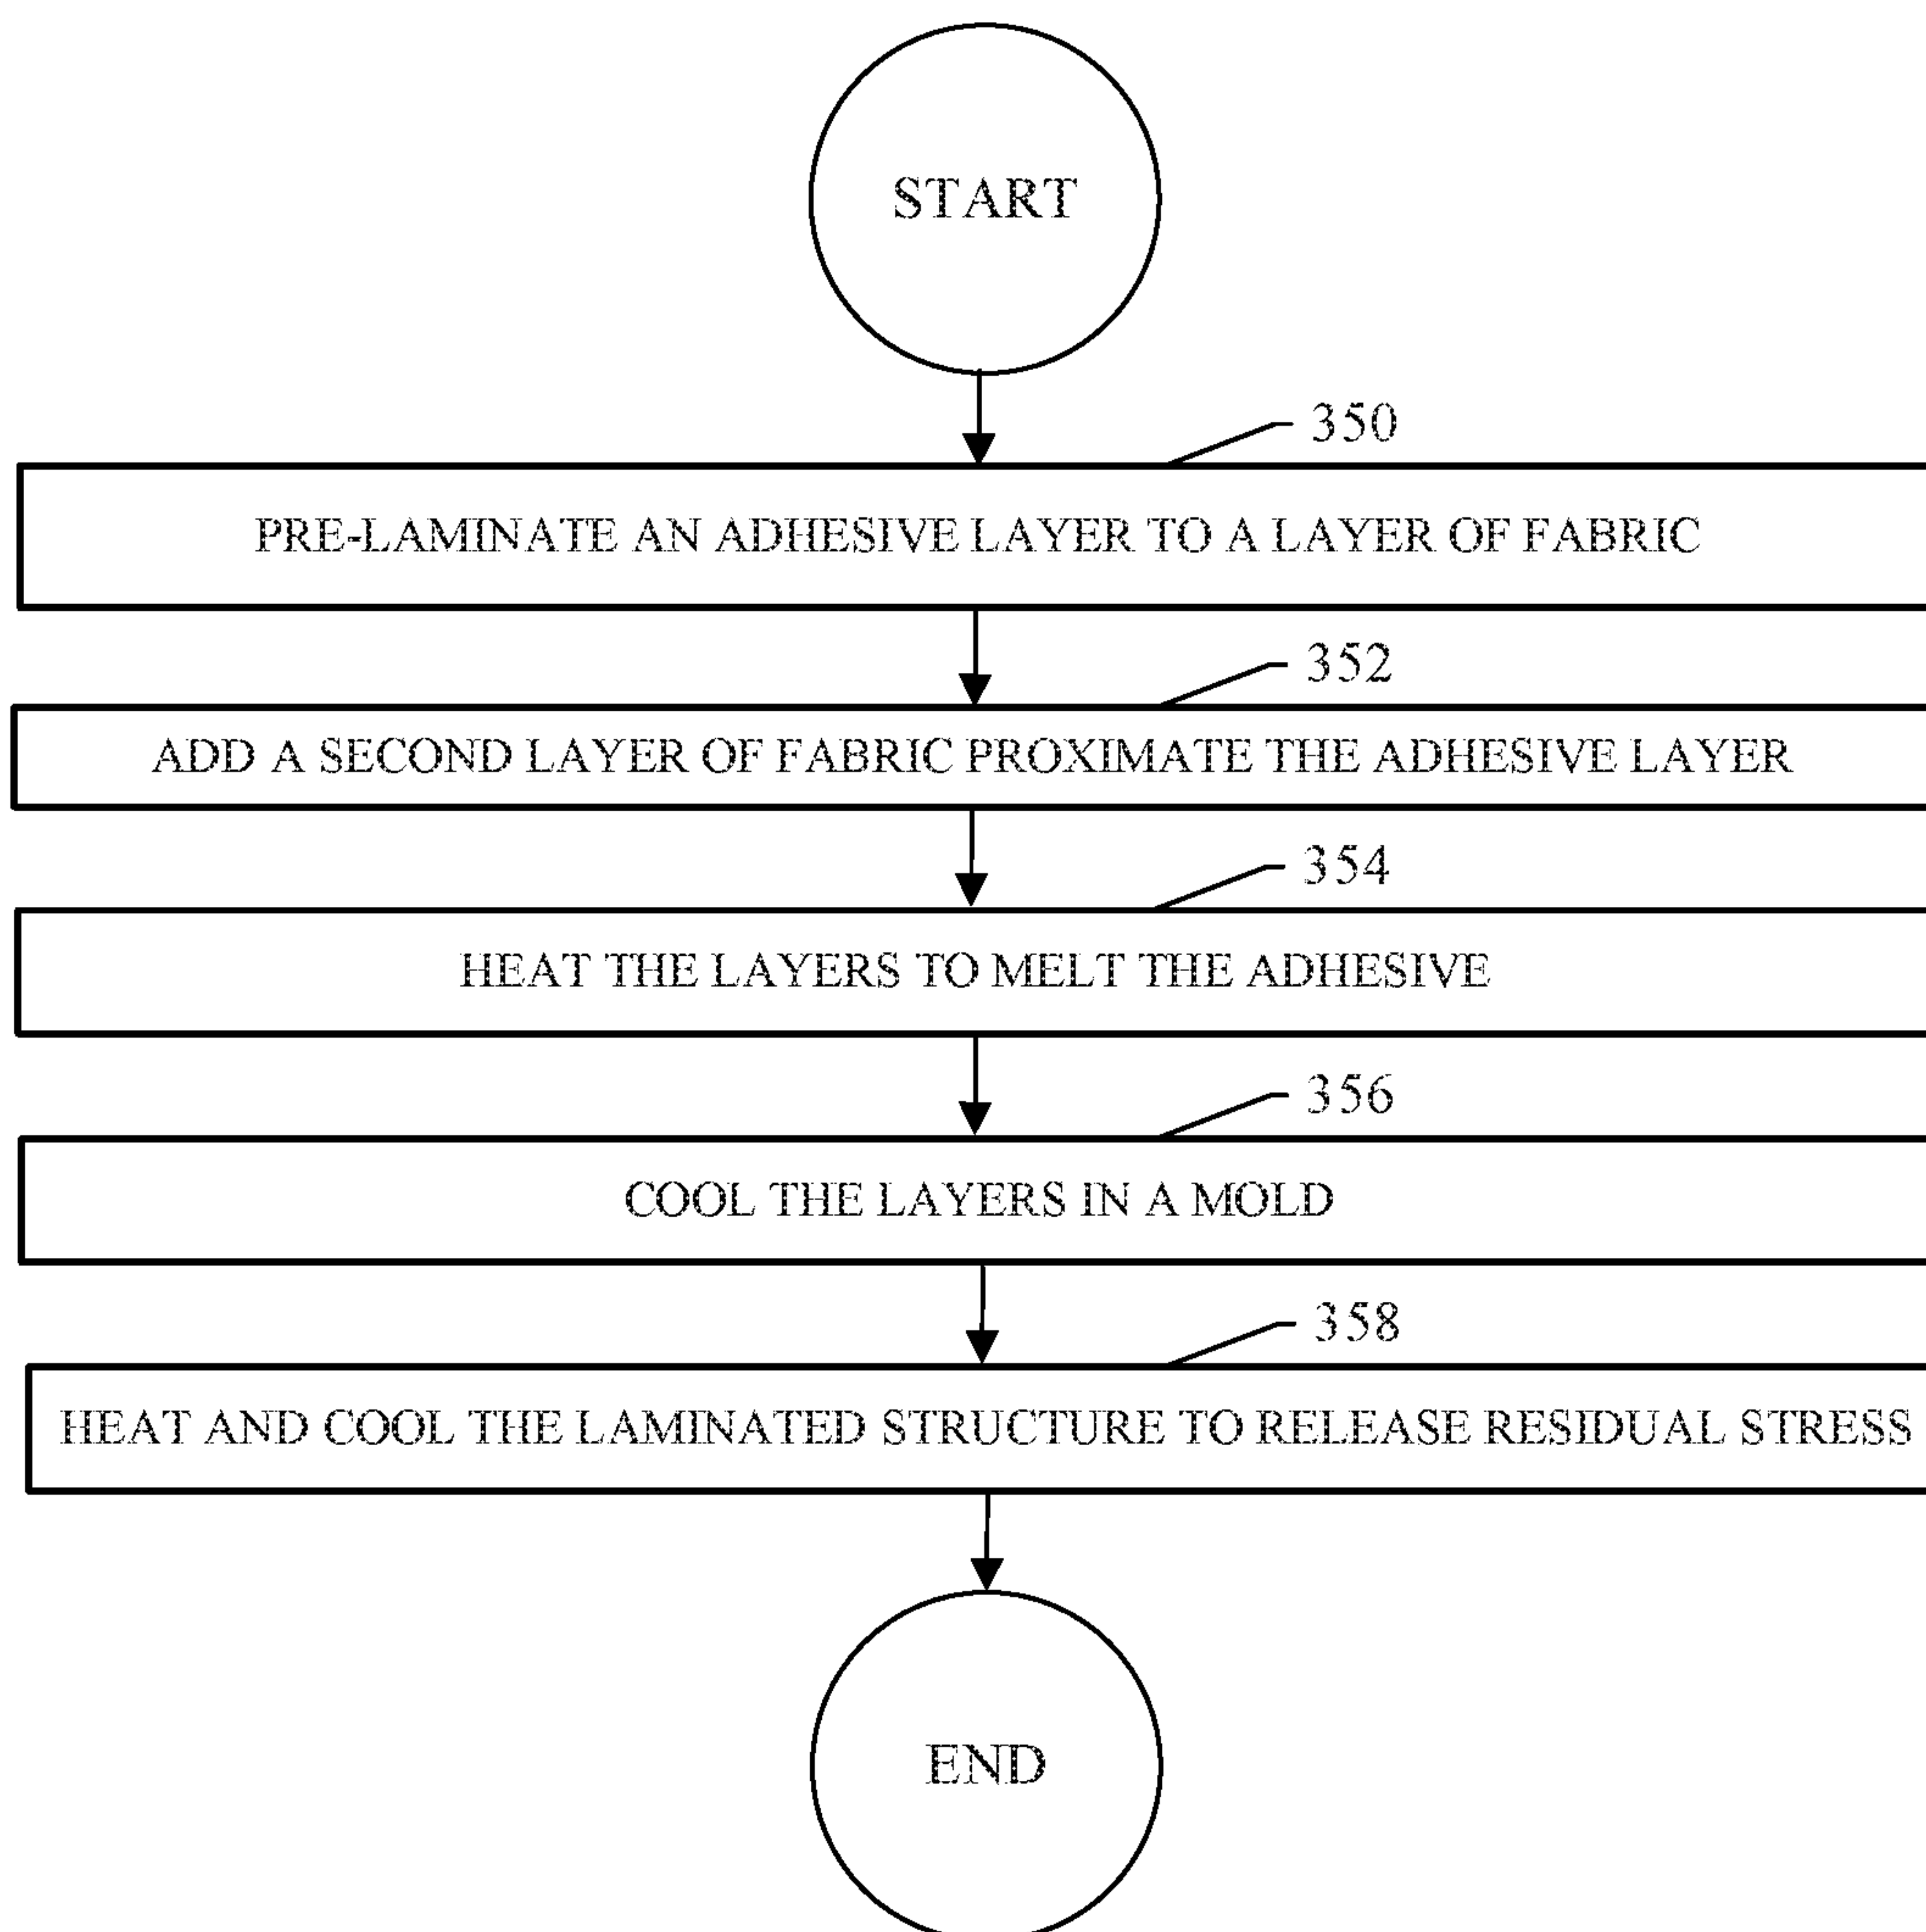 START
350
PRE-LAMINATE AN ADHESIVE LAYER TO A LAYER OF FABRIC
352
ADD A SECOND LAYER OF FABRIC PROXIMATE THE ADHESIVE LAYER
354
HEAT THE LAYERS TO MELT THE ADHESIVE
356
COOL THE LAYERS IN A MOLD
358
HEAT AND COOL THE LAMINATED STRUCTURE TO RELEASE RESIDUAL STRESS
END